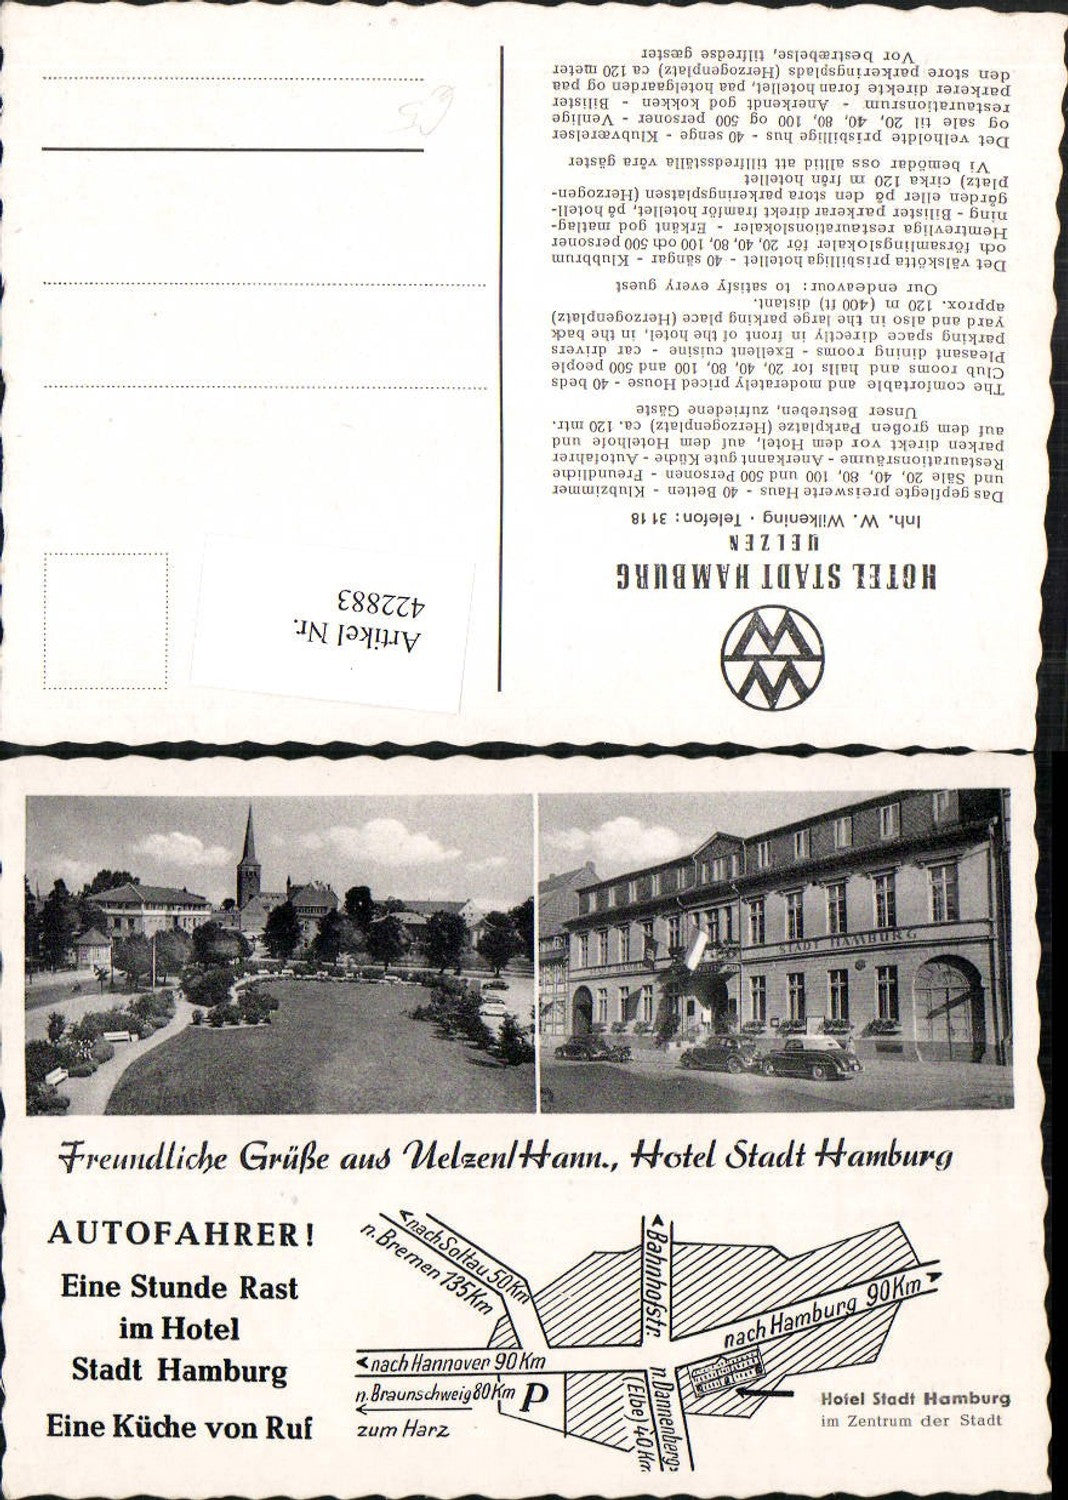 HOTEL STADT HAMBURG
UELZEN
Inh. W. Wilkening · Telefon: 31 18
Das gepflegte preiswerte Haus - 40 Betten - Klubzimmer
und Säle 20, 40, 80, 100 und 500 Personen - Freundliche
Restaurationsräume - Anerkannt gute Küche - Autofahrer
parken direkt vor dem Hotel, auf dem Hotelhofe und
auf dem großen Parkplatze (Herzogenplatz) ca. 120 mtr.
Unser Bestreben, zufriedene Gäste
The comfortable and moderately priced House - 40 beds
Club rooms and halls for 20, 40, 80, 100 and 500 people
Pleasant dining rooms - Exellent cuisine - car drivers
parking space directly in front of the hotel, in the back
yard and also in the large parking place (Herzogenplatz)
approx. 120 m (400 ft) distant.
Our endeavour: to satisfy every guest
Det välskötta prisbilliga hotellet - 40 sängar - Klubbrum
och församlingslokaler för 20, 40, 80, 100 och 500 personer
Hemtrevliga restaurationslokaler - Erkänt god matlag-
ning - Bilister parkerar direkt framför hotellet, på hotell-
gården eller på den stora parkeringsplatsen (Herzogen-
platz) cirka 120 m från hotellet
Vi bemödar oss alltid att tillfredsställa våra gäster
Det velholdte prisbillige hus - 40 senge - Klubværelser
og sale til 20, 40, 80, 100 og 500 personer - Venlige
restaurationsrum - Anerkendt god kokken - Bilister
parkerer direkte foran hotellet, paa hotelgaarden og paa
den store parkeringsplads (Herzogenplatz) ca 120 meter
Vor bestræbelse, tilfredse gæster
Artikel Nr.
422883
STADT HAMBURG
Freundliche Grüße aus Uelzen/Hann., Hotel Stadt Hamburg
AUTOFAHRER!
Eine Stunde Rast
im Hotel
Stadt Hamburg
Eine Küche von Ruf
nach Soltau 50Km
n. Bremen 135Km
Bahnhofstr.
nach Hamburg 90Km
nach Hannover 90 Km
n. Braunschweig 80Km P
zum Harz
n. Dannenberg
(Elbe) 40 Km
Hotel Stadt Hamburg
im Zentrum der Stadt